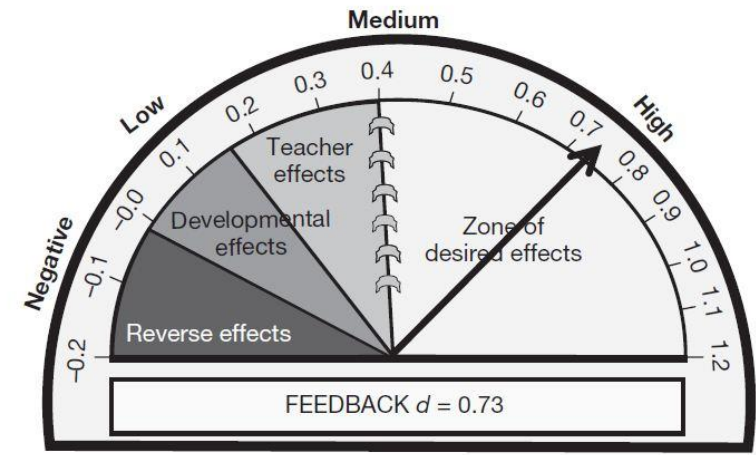 Medium
Low
High
Negative
–0.2
–0.1
–0.0
0.1
0.2
0.3
0.4
0.5
0.6
0.7
0.8
0.9
1.0
1.1
1.2
Teacher
effects
Developmental
effects
Zone of
desired effects
Reverse effects
FEEDBACK d = 0.73